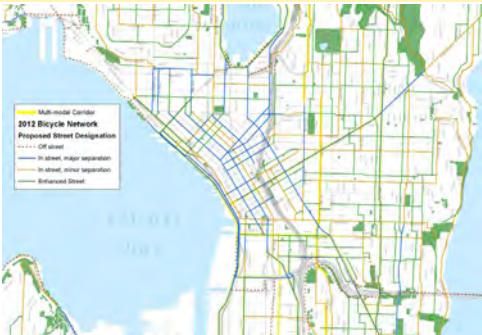 Multi-modal Corridor
2012 Bicycle Network
Proposed Street Designation
Off street
In street, major separation
In street, minor separation
Enhanced Street